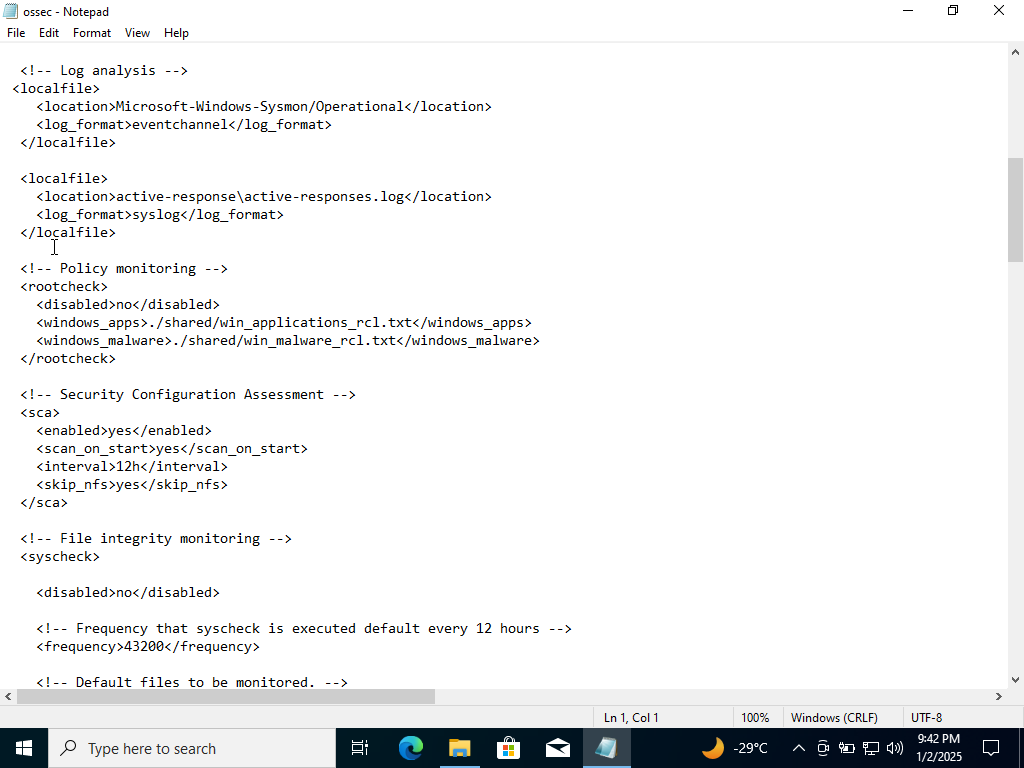 ossec - Notepad
File Edit Format View Help
<!-- Log analysis -->
<localfile>
<location>Microsoft-Windows-Sysmon/Operational</location>
<log_format>eventchannel</log_format>
</localfile>
<localfile>
<location>active-response\active-responses.log</location>
<log_format>syslog</log_format>
</localfile>
<!-- Policy monitoring -->
<rootcheck>
<disabled>no</disabled>
<windows_apps>./shared/win_applications_rcl.txt</windows_apps>
<windows_malware>./shared/win_malware_rcl.txt</windows_malware>
</rootcheck>
<!-- Security Configuration Assessment -->
<sca>
<enabled>yes</enabled>
<scan_on_start>yes</scan_on_start>
<interval>12h</interval>
<skip_nfs>yes</skip_nfs>
</sca>
<!-- File integrity monitoring -->
<syscheck>
<disabled>no</disabled>
<!-- Frequency that syscheck is executed default every 12 hours -->
<frequency>43200</frequency>
<!-- Default files to be monitored. -->
Ln 1, Col 1 100% Windows (CRLF) UTF-8
Type here to search
-29°C
9:42 PM
1/2/2025